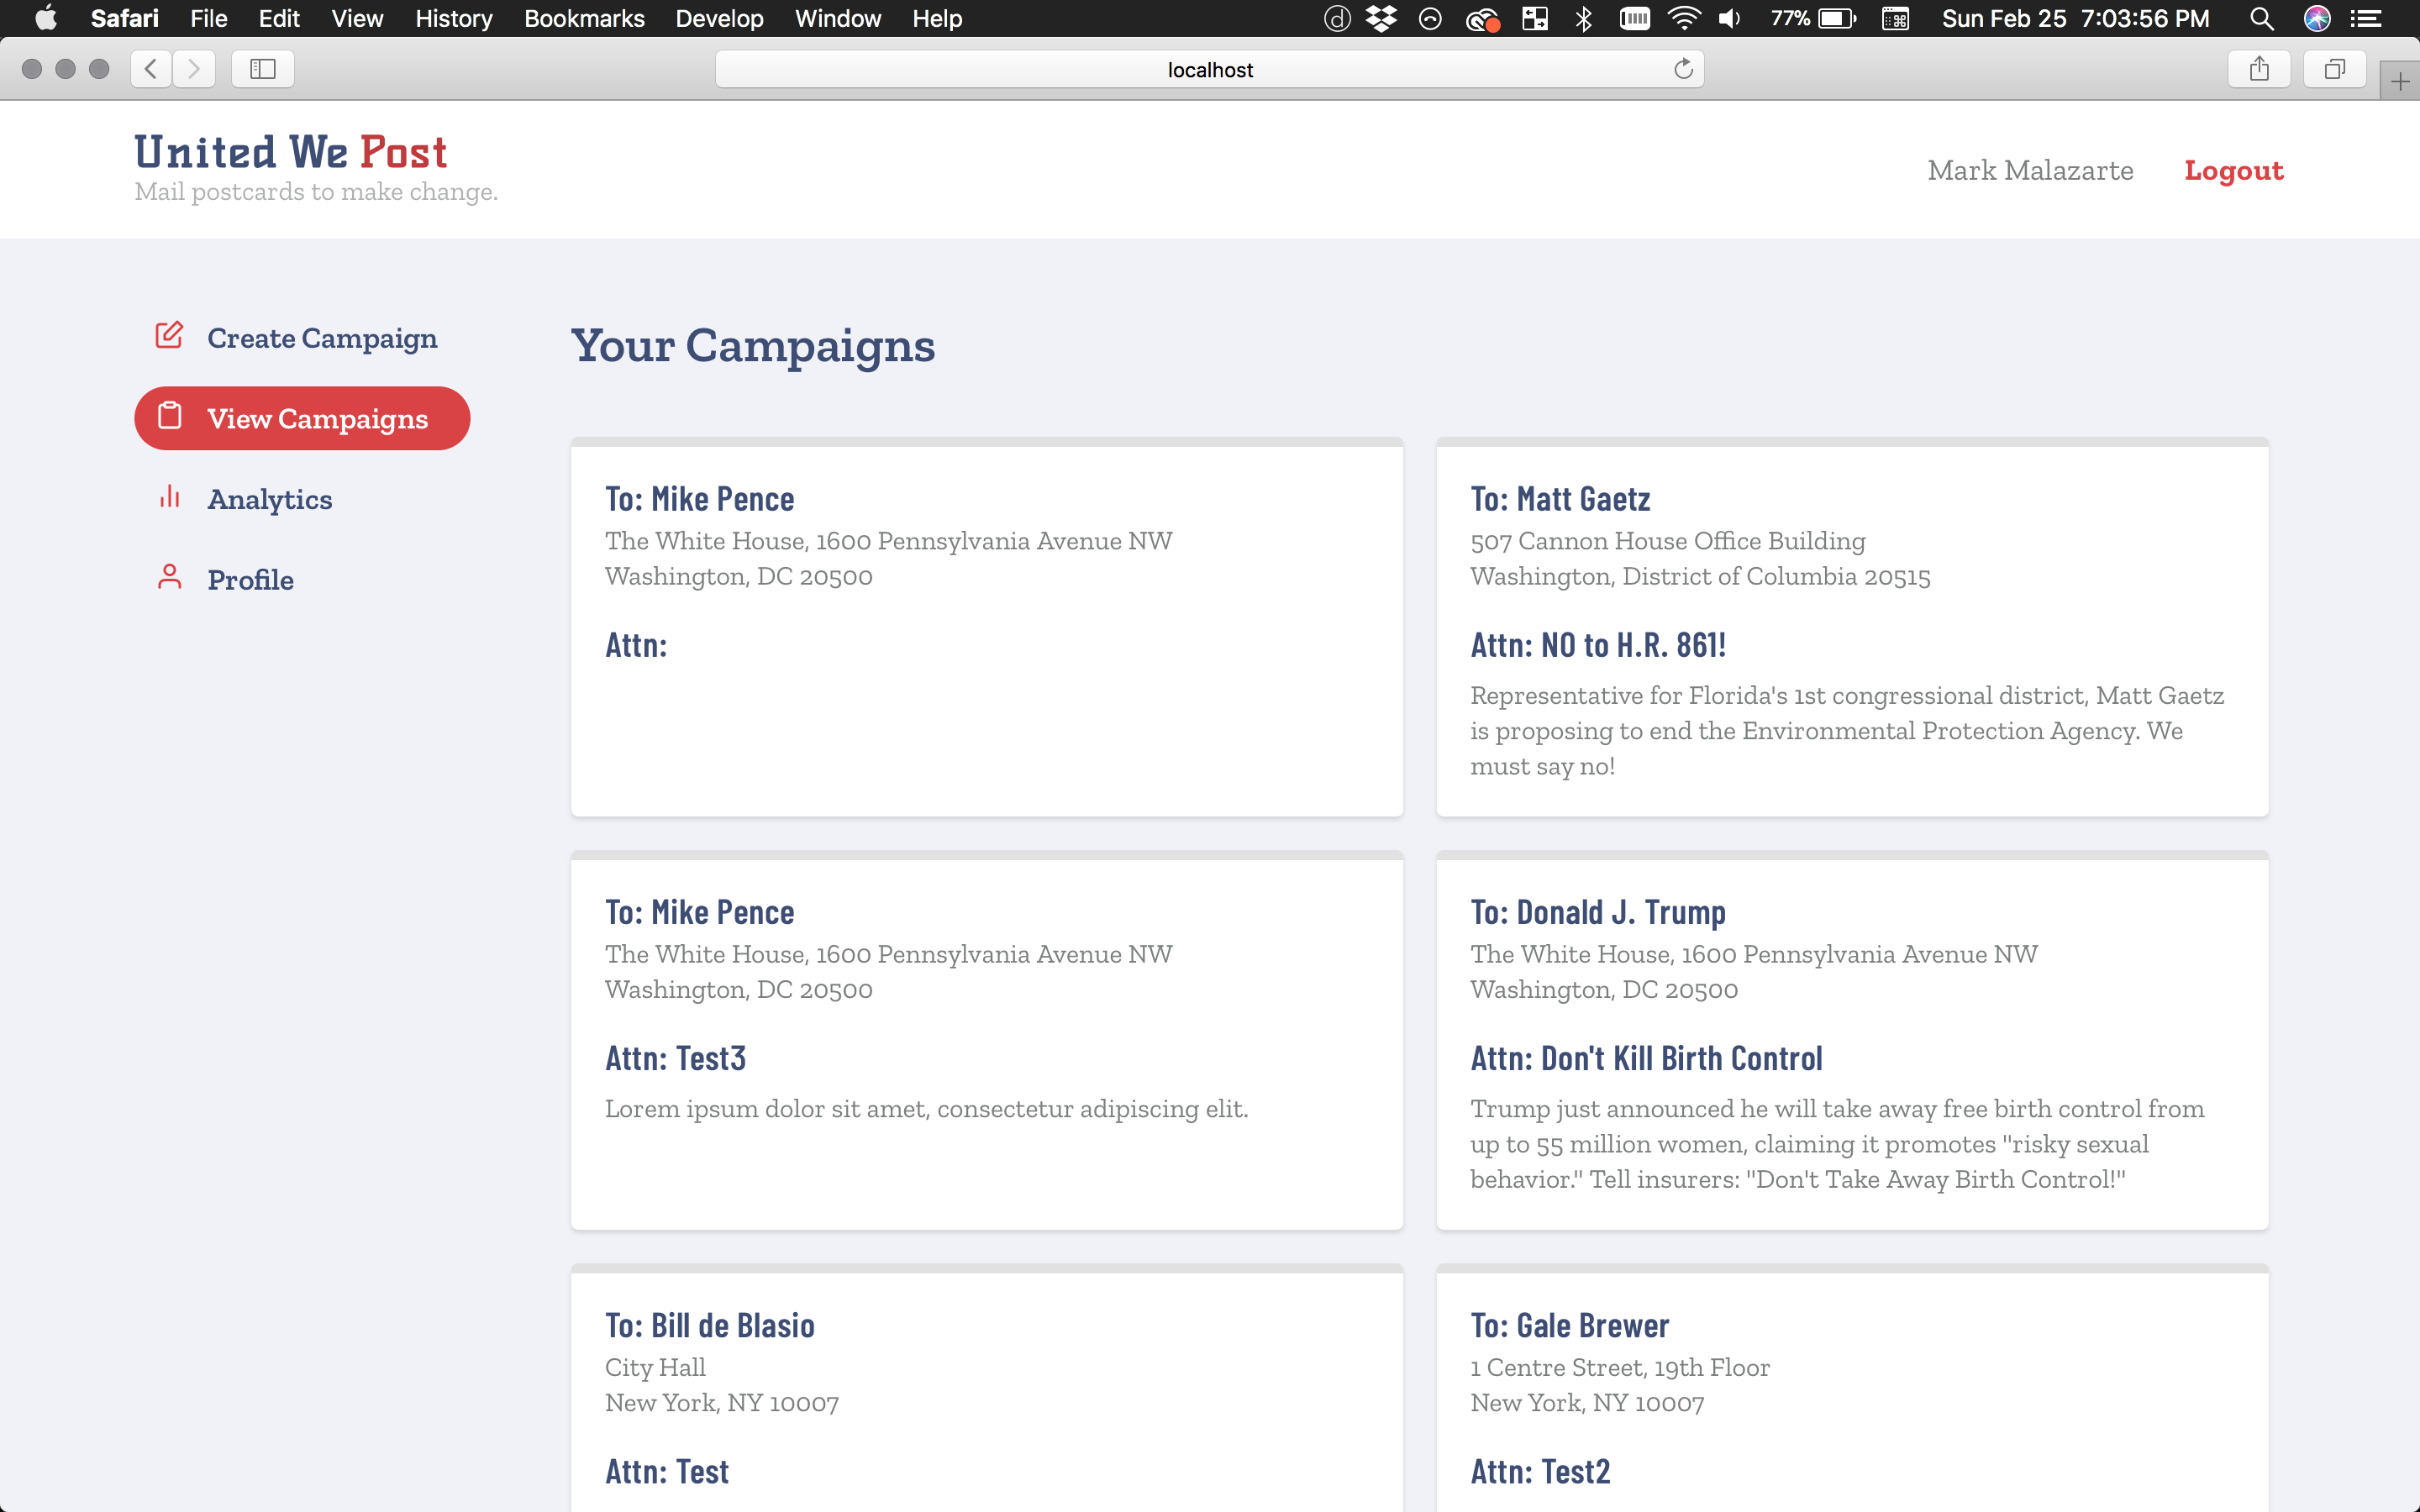 Safari File Edit View History Bookmarks Develop Window Help 77% Sun Feb 25 7:03:56 PM
localhost
United We Post
Mail postcards to make change.
Mark Malazarte Logout
Create Campaign
View Campaigns
Analytics
Profile
Your Campaigns
To: Mike Pence
The White House, 1600 Pennsylvania Avenue NW
Washington, DC 20500
Attn:
To: Matt Gaetz
507 Cannon House Office Building
Washington, District of Columbia 20515
Attn: NO to H.R. 861!
Representative for Florida's 1st congressional district, Matt Gaetz
is proposing to end the Environmental Protection Agency. We
must say no!
To: Mike Pence
The White House, 1600 Pennsylvania Avenue NW
Washington, DC 20500
Attn: Test3
Lorem ipsum dolor sit amet, consectetur adipiscing elit.
To: Donald J. Trump
The White House, 1600 Pennsylvania Avenue NW
Washington, DC 20500
Attn: Don't Kill Birth Control
Trump just announced he will take away free birth control from
up to 55 million women, claiming it promotes "risky sexual
behavior." Tell insurers: "Don't Take Away Birth Control!"
To: Bill de Blasio
City Hall
New York, NY 10007
Attn: Test
To: Gale Brewer
1 Centre Street, 19th Floor
New York, NY 10007
Attn: Test2